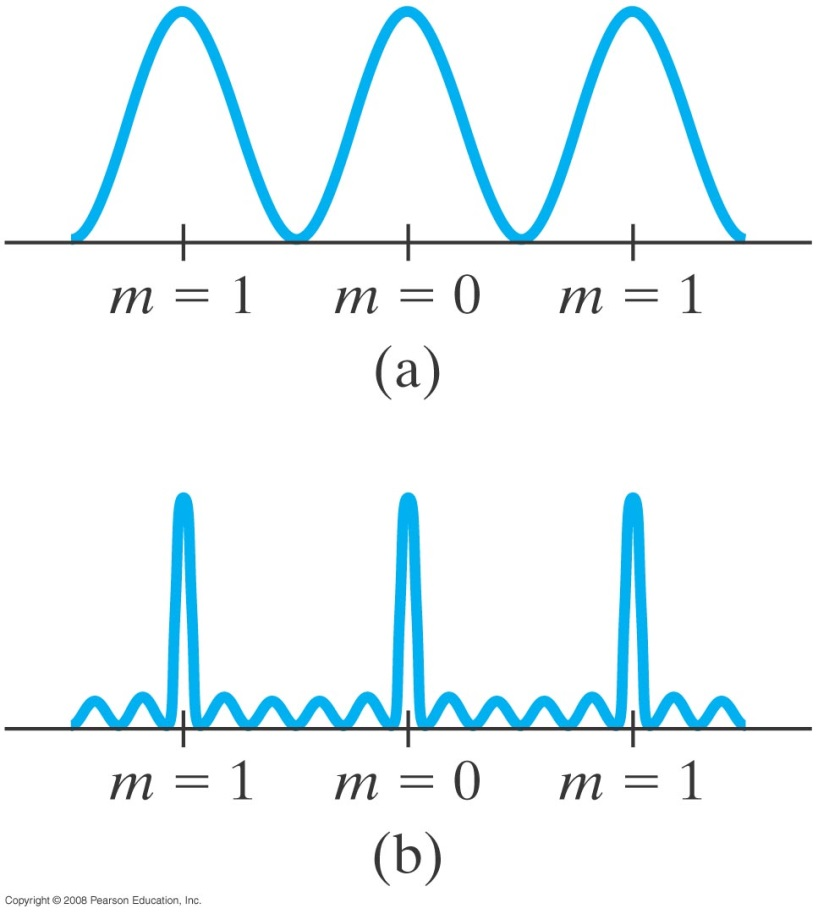 m = 1 m = 0 m = 1
(a)
m = 1 m = 0 m = 1
(b)
Copyright © 2008 Pearson Education, Inc.